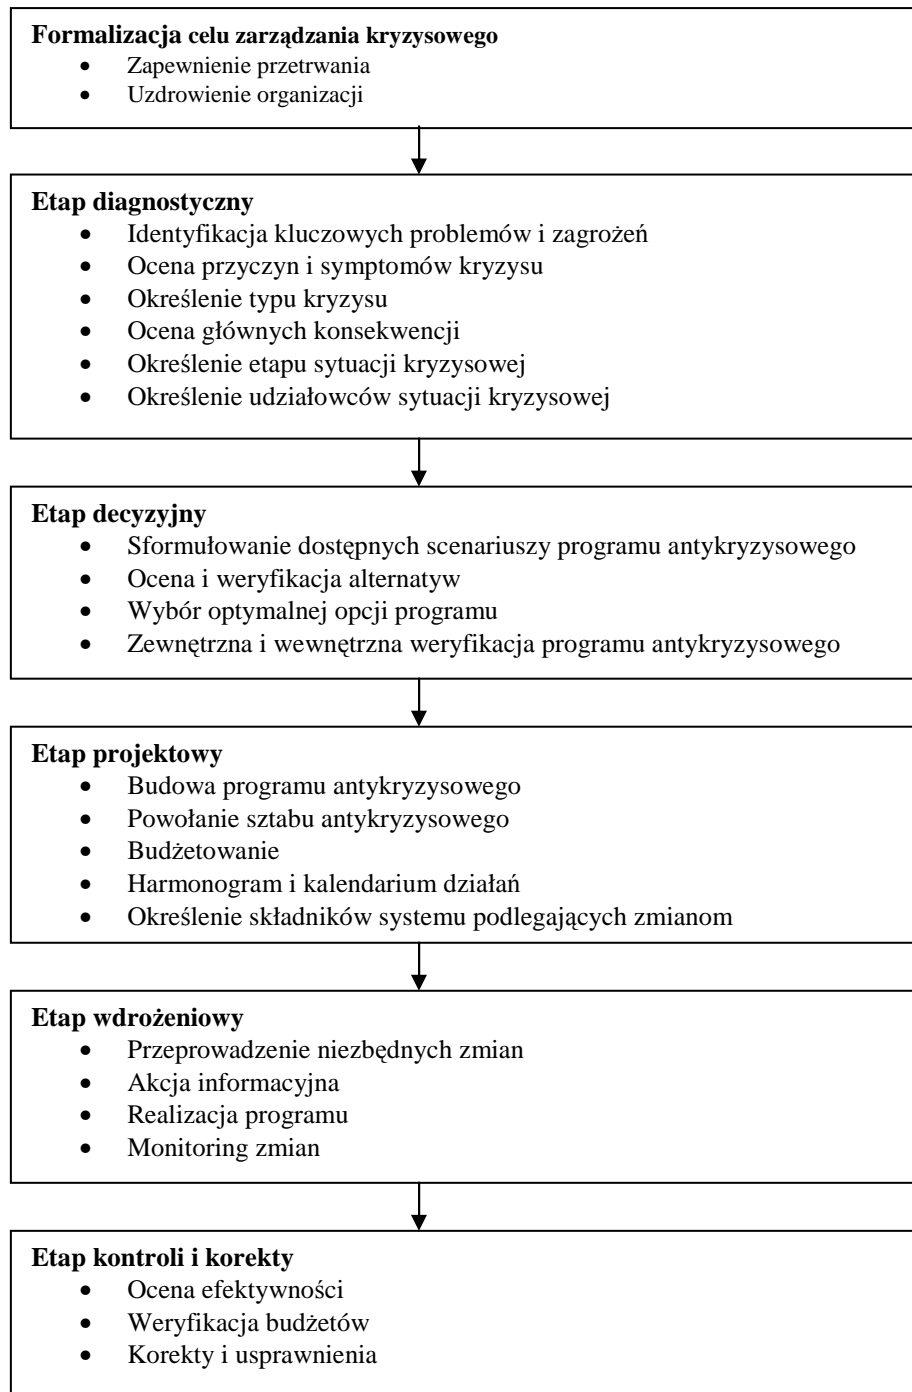 Formalizacja celu zarządzania kryzysowego
• Zapewnienie przetrwania
• Uzdrowienie organizacji
Etap diagnostyczny
• Identyfikacja kluczowych problemów i zagrożeń
• Ocena przyczyn i symptomów kryzysu
• Określenie typu kryzysu
• Ocena głównych konsekwencji
• Określenie etapu sytuacji kryzysowej
• Określenie udziałowców sytuacji kryzysowej
Etap decyzyjny
• Sformułowanie dostępnych scenariuszy programu antykryzysowego
• Ocena i weryfikacja alternatyw
• Wybór optymalnej opcji programu
• Zewnętrzna i wewnętrzna weryfikacja programu antykryzysowego
Etap projektowy
• Budowa programu antykryzysowego
• Powołanie sztabu antykryzysowego
• Budżetowanie
• Harmonogram i kalendarium działań
• Określenie składników systemu podlegających zmianom
Etap wdrożeniowy
• Przeprowadzenie niezbędnych zmian
• Akcja informacyjna
• Realizacja programu
• Monitoring zmian
Etap kontroli i korekty
• Ocena efektywności
• Weryfikacja budżetów
• Korekty i usprawnienia